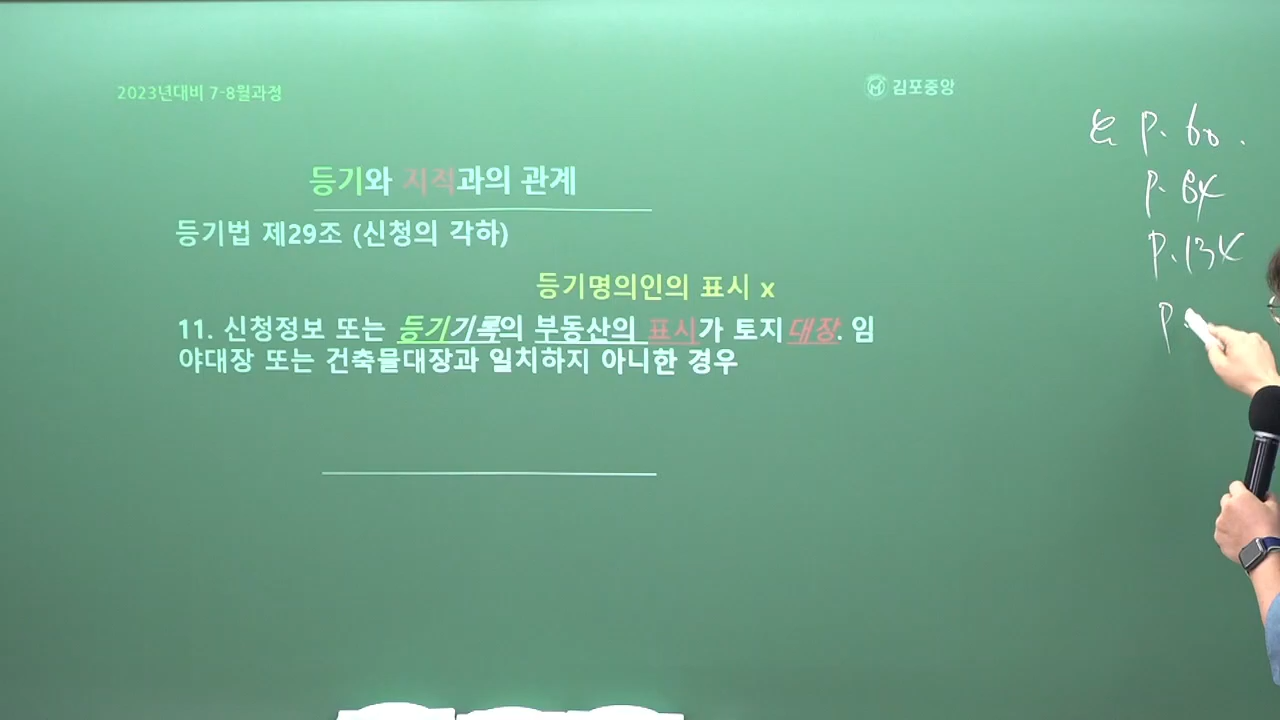 2023년대비 7-8월과정
김포중앙
등기와 지적과의 관계
등기법 제29조 (신청의 각하)
등기명의인의 표시 x
11. 신청정보 또는 등기기록의 부동산의 표시가 토지대장. 임
야대장 또는 건축물대장과 일치하지 아니한 경우
P. 60.
P. 84
P. 134
P.